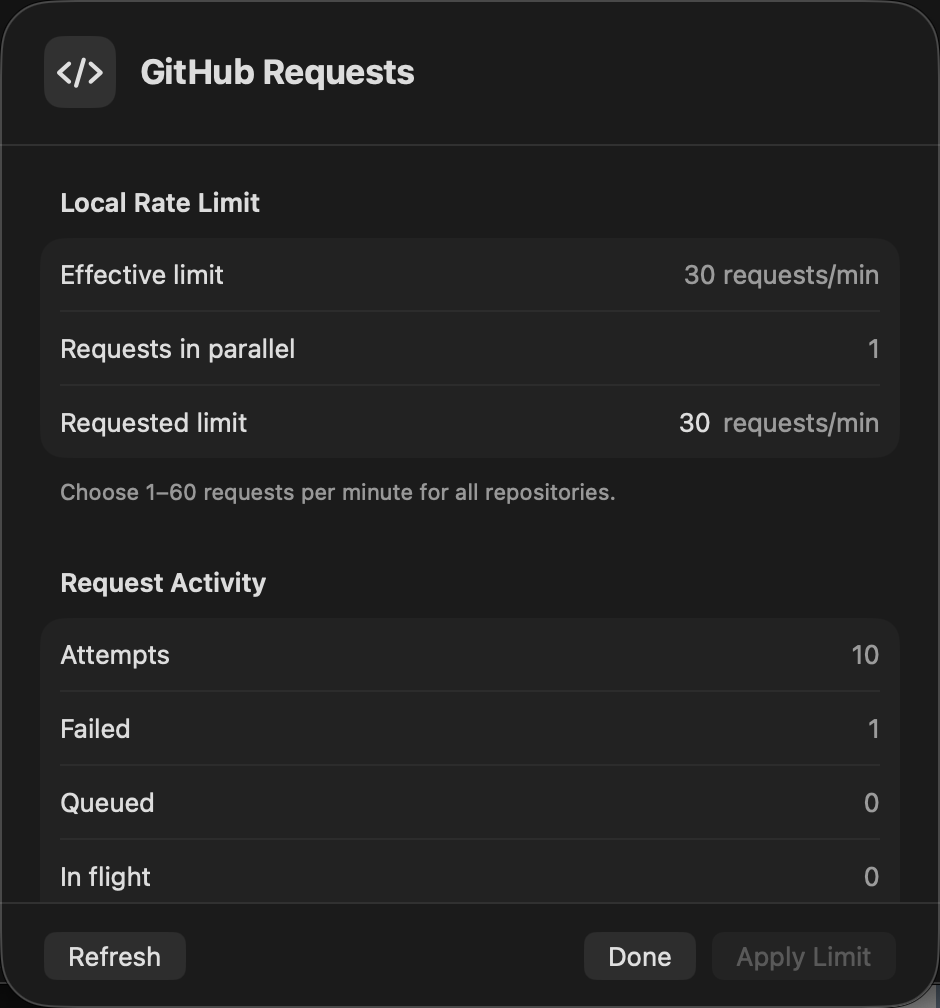 </>
GitHub Requests
Local Rate Limit
Effective limit 30 requests/min
Requests in parallel 1
Requested limit 30 requests/min
Choose 1–60 requests per minute for all repositories.
Request Activity
Attempts 10
Failed 1
Queued 0
In flight 0
Refresh Done Apply Limit